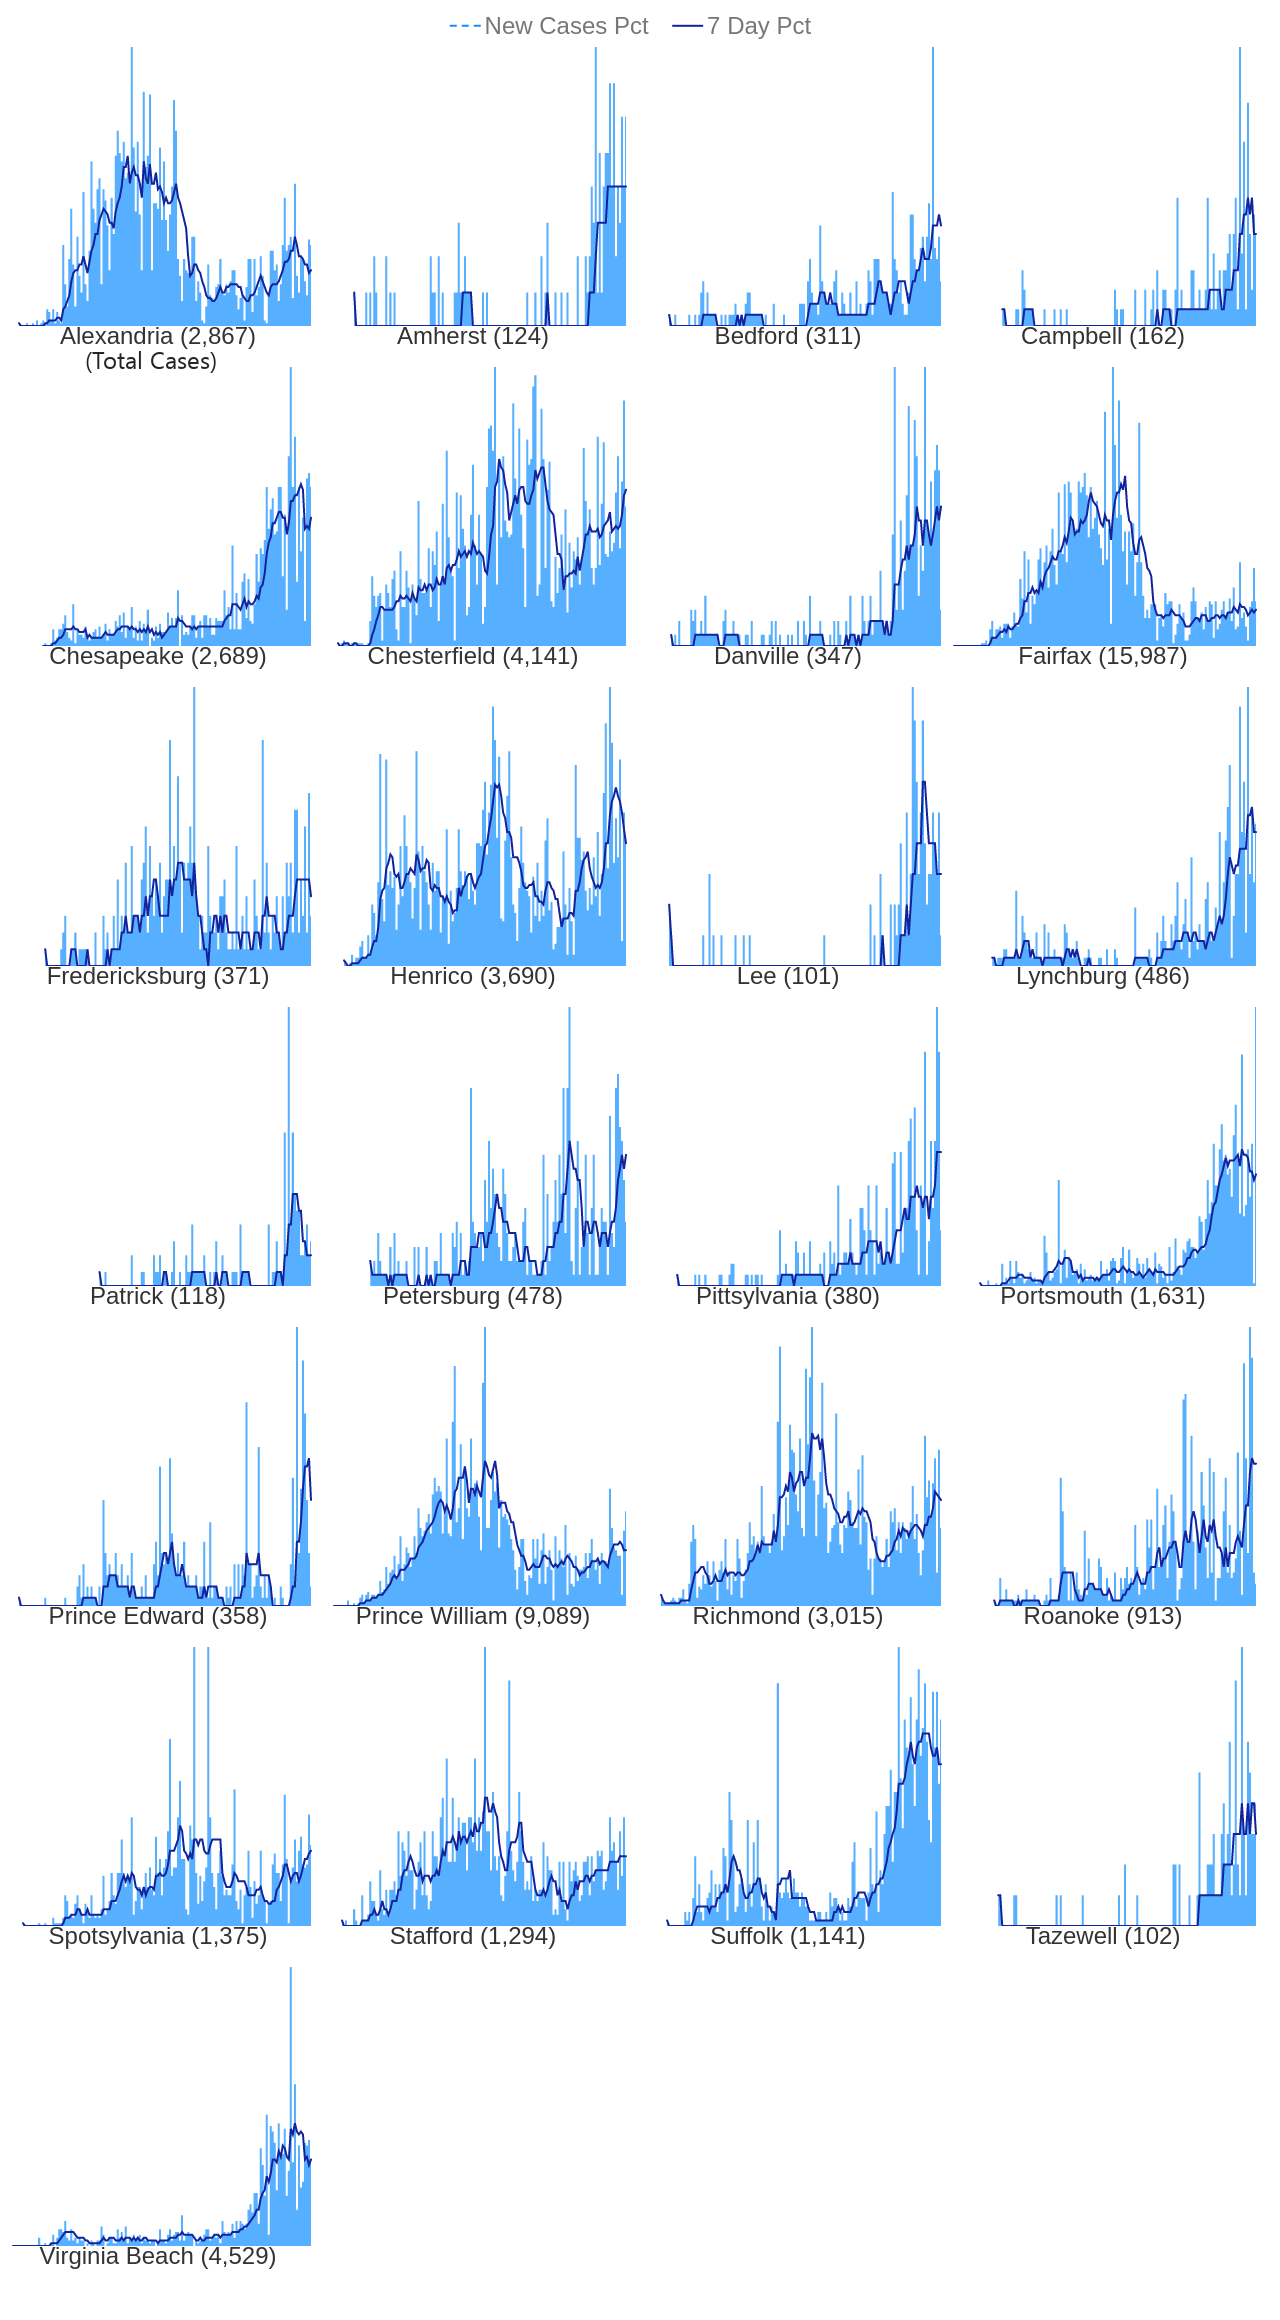 New Cases Pct 7 Day Pct
Alexandria (2,867) Amherst (124) Bedford (311) Campbell (162)
(Total Cases)
Chesapeake (2,689) Chesterfield (4,141) Danville (347) Fairfax (15,987)
Fredericksburg (371) Henrico (3,690) Lee (101) Lynchburg (486)
Patrick (118) Petersburg (478) Pittsylvania (380) Portsmouth (1,631)
Prince Edward (358) Prince William (9,089) Richmond (3,015) Roanoke (913)
Spotsylvania (1,375) Stafford (1,294) Suffolk (1,141) Tazewell (102)
Virginia Beach (4,529)